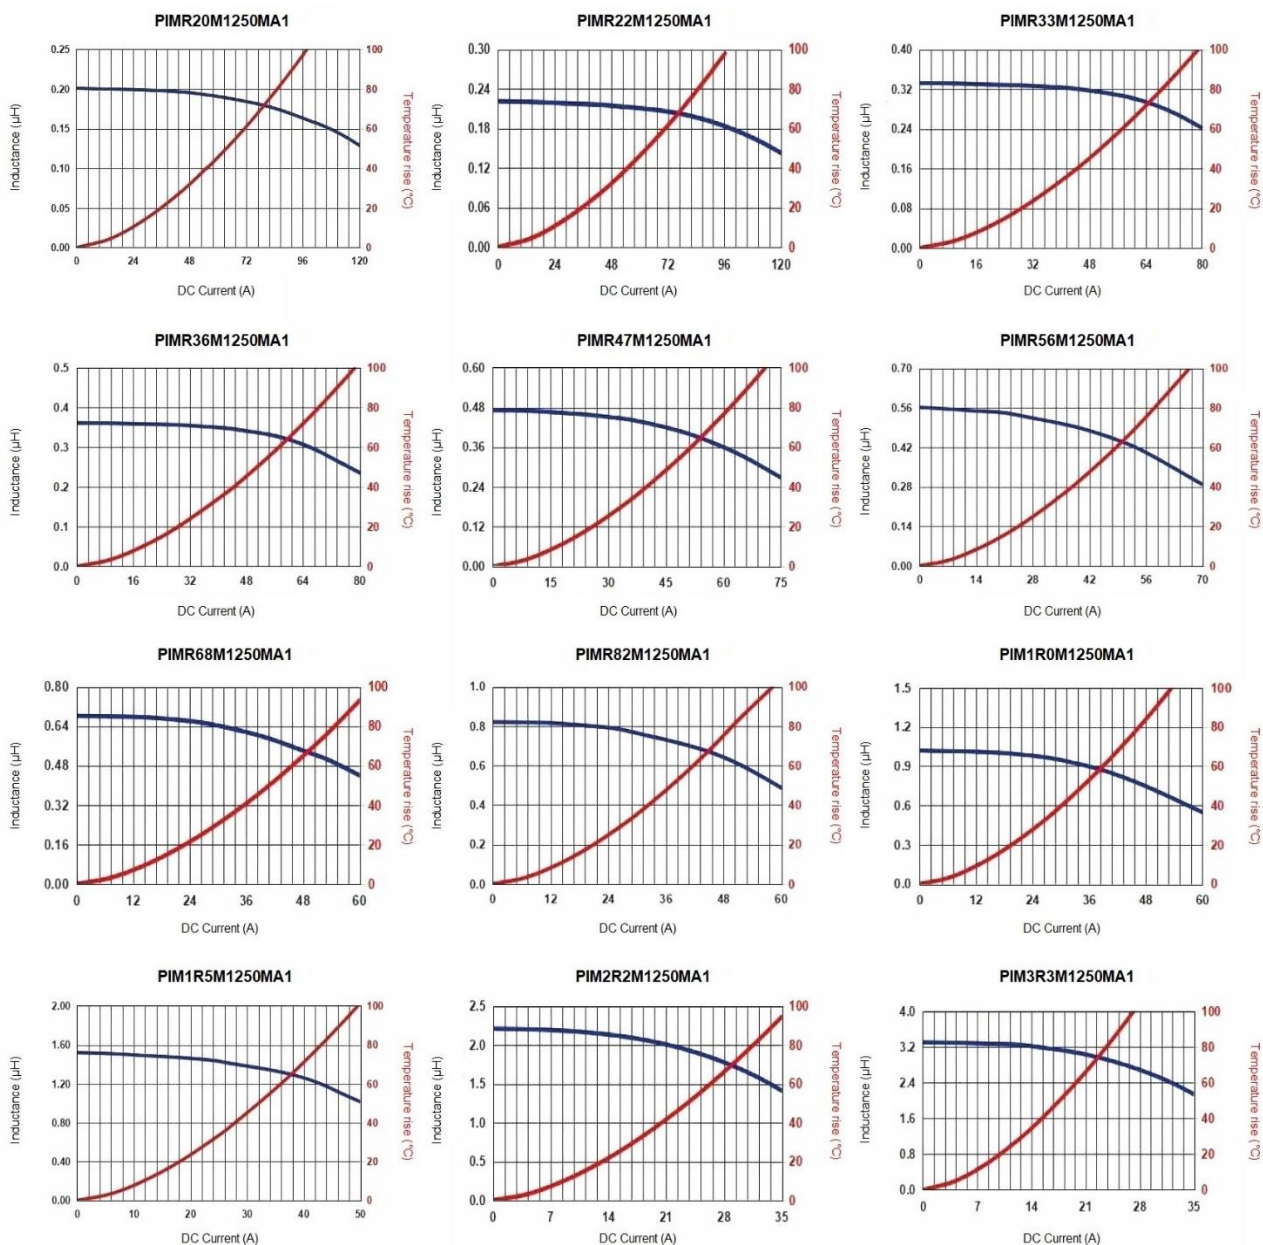 PIMR20M1250MA1
0.25
0.20
0.15
0.10
0.05
0.00
100
80
60
40
20
0
0 24 48 72 96 120
Inductance (µH)
Temperature rise (°C)
DC Current (A)
PIMR22M1250MA1
0.30
0.24
0.18
0.12
0.06
0.00
100
80
60
40
20
0
0 24 48 72 96 120
Inductance (µH)
Temperature rise (°C)
DC Current (A)
PIMR33M1250MA1
0.40
0.32
0.24
0.16
0.08
0.00
100
80
60
40
20
0
0 16 32 48 64 80
Inductance (µH)
Temperature rise (°C)
DC Current (A)
PIMR36M1250MA1
0.5
0.4
0.3
0.2
0.1
0.0
100
80
60
40
20
0
0 16 32 48 64 80
Inductance (µH)
Temperature rise (°C)
DC Current (A)
PIMR47M1250MA1
0.60
0.48
0.36
0.24
0.12
0.00
100
80
60
40
20
0
0 15 30 45 60 75
Inductance (µH)
Temperature rise (°C)
DC Current (A)
PIMR56M1250MA1
0.70
0.56
0.42
0.28
0.14
0.00
100
80
60
40
20
0
0 14 28 42 56 70
Inductance (µH)
Temperature rise (°C)
DC Current (A)
PIMR68M1250MA1
0.80
0.64
0.48
0.32
0.16
0.00
100
80
60
40
20
0
0 12 24 36 48 60
Inductance (µH)
Temperature rise (°C)
DC Current (A)
PIMR82M1250MA1
1.0
0.8
0.6
0.4
0.2
0.0
100
80
60
40
20
0
0 12 24 36 48 60
Inductance (µH)
Temperature rise (°C)
DC Current (A)
PIM1R0M1250MA1
1.5
1.2
0.9
0.6
0.3
0.0
100
80
60
40
20
0
0 12 24 36 48 60
Inductance (µH)
Temperature rise (°C)
DC Current (A)
PIM1R5M1250MA1
2.00
1.60
1.20
0.80
0.40
0.00
100
80
60
40
20
0
0 10 20 30 40 50
Inductance (µH)
Temperature rise (°C)
DC Current (A)
PIM2R2M1250MA1
2.5
2.0
1.5
1.0
0.5
0.0
100
80
60
40
20
0
0 7 14 21 28 35
Inductance (µH)
Temperature rise (°C)
DC Current (A)
PIM3R3M1250MA1
4.0
3.2
2.4
1.6
0.8
0.0
100
80
60
40
20
0
0 7 14 21 28 35
Inductance (µH)
Temperature rise (°C)
DC Current (A)